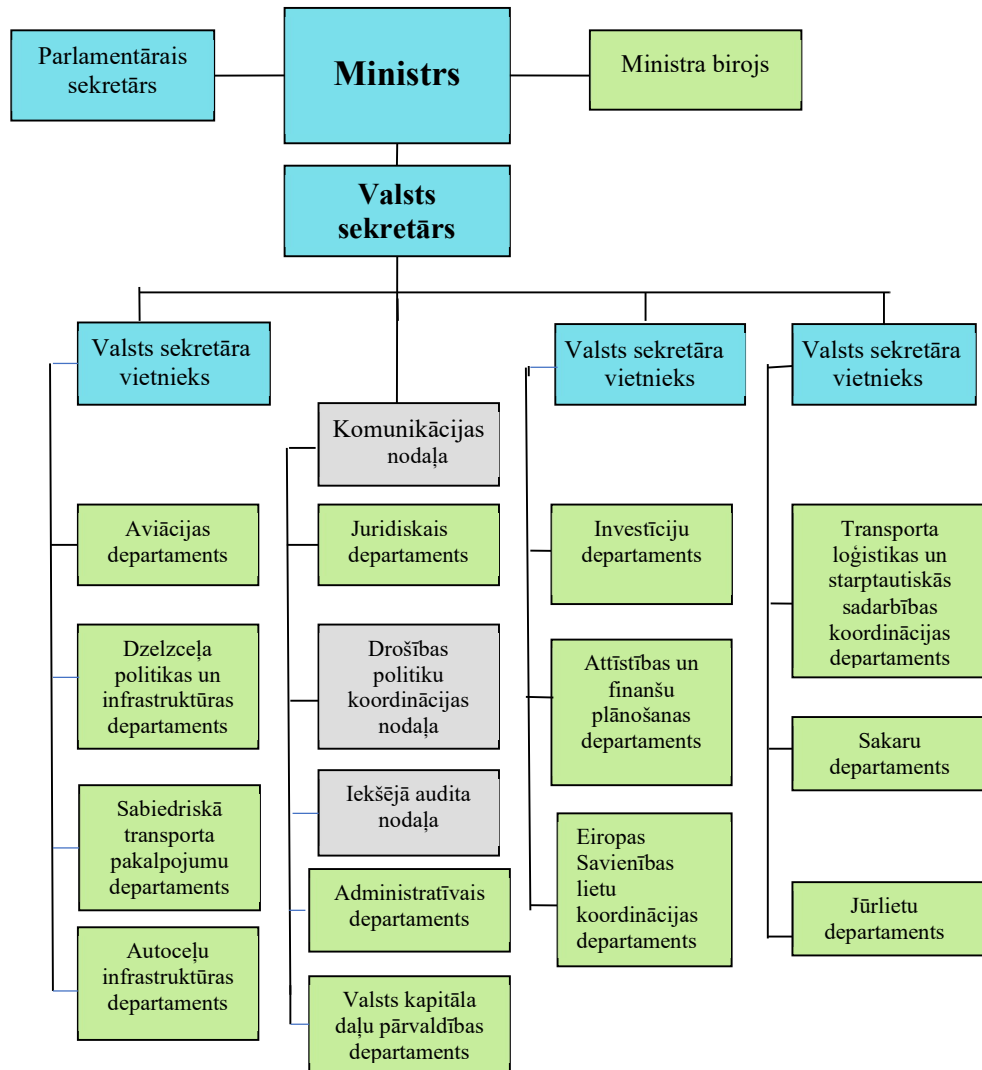 Parlamentārais
sekretārs
Ministrs
Ministra birojs
Valsts
sekretārs
Valsts sekretāra
vietnieks
Valsts sekretāra
vietnieks
Valsts sekretāra
vietnieks
Komunikācijas
nodaļa
Aviācijas
departaments
Juridiskais
departaments
Investīciju
departaments
Transporta
loģistikas un
starptautiskās
sadarbības
koordinācijas
departaments
Dzelzceļa
politikas un
infrastruktūras
departaments
Drošības
politiku
koordinācijas
nodaļa
Attīstības un
finanšu
plānošanas
departaments
Sakaru
departaments
Sabiedriskā
transporta
pakalpojumu
departaments
Iekšējā audita
nodaļa
Eiropas
Savienības
lietu
koordinācijas
departaments
Administratīvais
departaments
Jūrlietu
departaments
Autoceļu
infrastruktūras
departaments
Valsts kapitāla
daļu pārvaldības
departaments